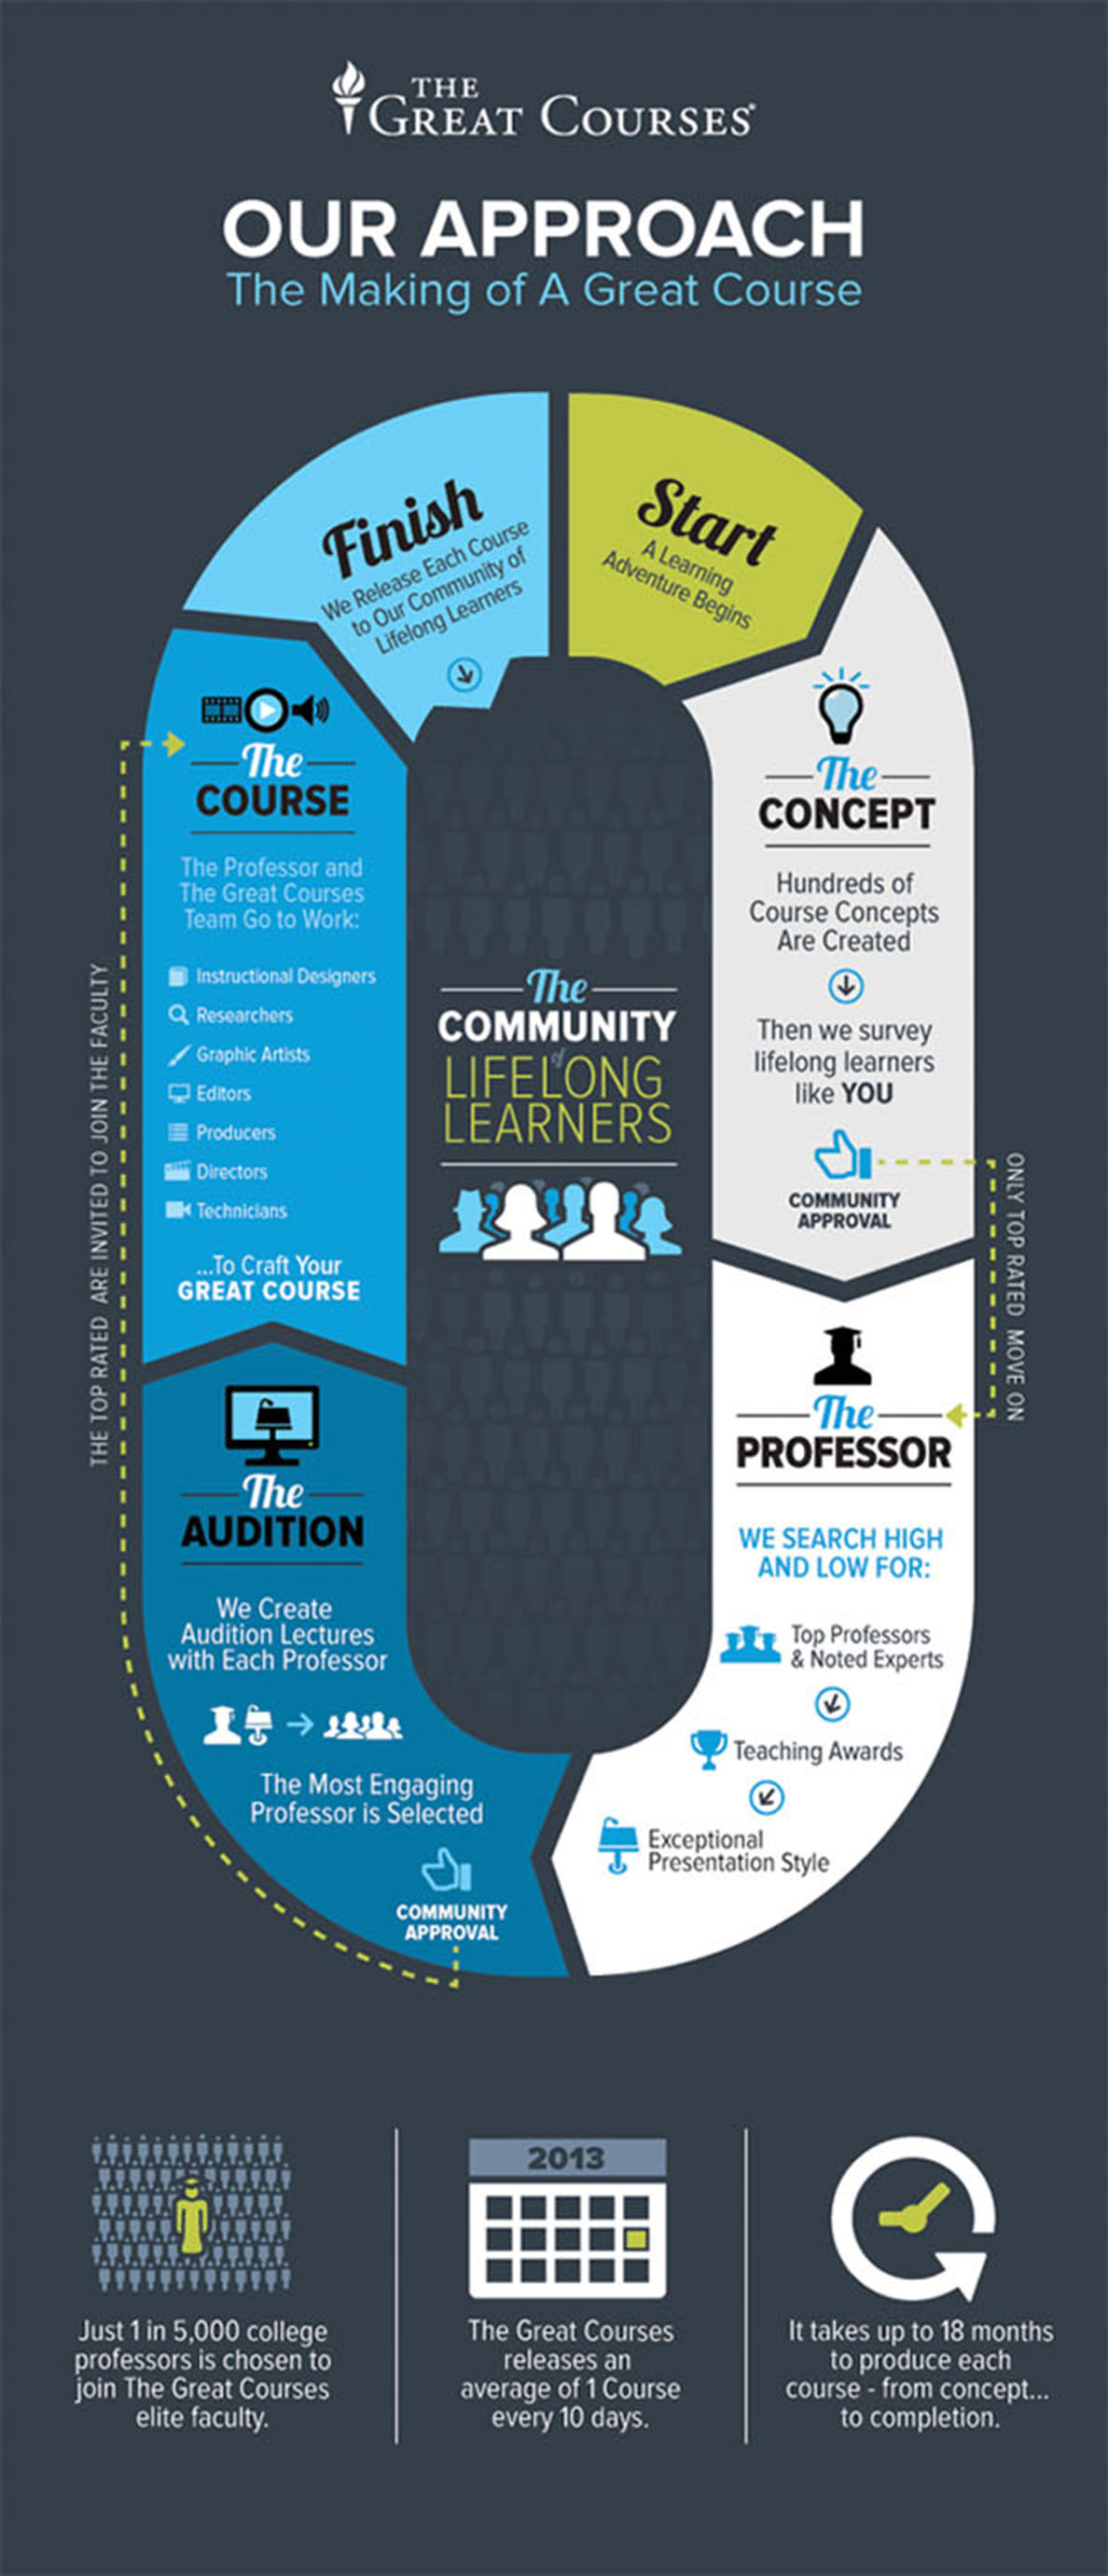 THE
GREAT COURSES®
OUR APPROACH
The Making of A Great Course
Start
A Learning
Adventure Begins
The
CONCEPT
Hundreds of
Course Concepts
Are Created
Then we survey
lifelong learners
like YOU
COMMUNITY
APPROVAL
ONLY TOP RATED MOVE ON
The
PROFESSOR
WE SEARCH HIGH
AND LOW FOR:
Top Professors
& Noted Experts
Teaching Awards
Exceptional
Presentation Style
The
AUDITION
We Create
Audition Lectures
with Each Professor
The Most Engaging
Professor is Selected
COMMUNITY
APPROVAL
THE TOP RATED ARE INVITED TO JOIN THE FACULTY
The
COURSE
The Professor and
The Great Courses
Team Go to Work:
Instructional Designers
Researchers
Graphic Artists
Editors
Producers
Directors
Technicians
...To Craft Your
GREAT COURSE
Finish
We Release Each Course
to Our Community of
Lifelong Learners
The
COMMUNITY
of
LIFELONG
LEARNERS
Just 1 in 5,000 college
professors is chosen to
join The Great Courses
elite faculty.
2013
The Great Courses
releases an
average of 1 Course
every 10 days.
It takes up to 18 months
to produce each
course - from concept...
to completion.